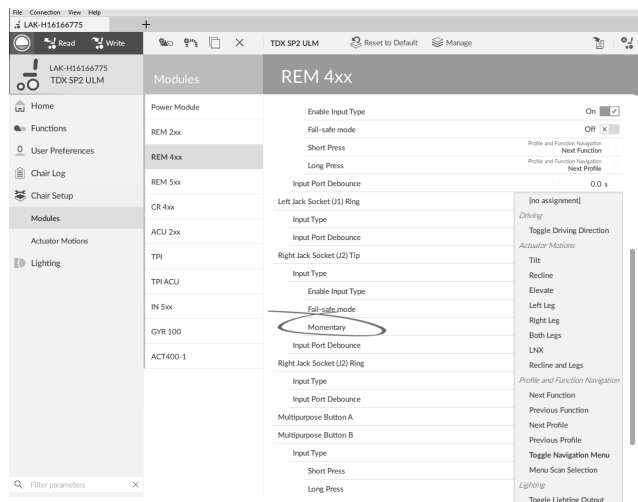 File Connection View Help
LAK-H16166775 +
Read Write TDX SP2 ULM Reset to Default Manage
LAK-H16166775
TDX SP2 ULM
Modules
REM 4xx
Home
Functions
User Preferences
Chair Log
Chair Setup
Modules
Actuator Motions
Lighting
Filter parameters
Power Module
REM 2xx
REM 4xx
REM 5xx
CR 4xx
ACU 2xx
TPI
TPI ACU
IN 5xx
GYR 100
ACT400-1
Enable Input Type On
Fail-safe mode Off
Short Press Profile and Function Navigation
Next Function
Long Press Profile and Function Navigation
Next Profile
Input Port Debounce 0.0 s
Left Jack Socket (J1) Ring
Input Type
Input Port Debounce
Right Jack Socket (J2) Tip
Input Type
Enable Input Type
Fail-safe mode
Momentary
Input Port Debounce
Right Jack Socket (J2) Ring
Input Type
Input Port Debounce
Multipurpose Button A
Multipurpose Button B
Input Type
Short Press
Long Press
[no assignment]
Driving
Toggle Driving Direction
Actuator Motions
Tilt
Recline
Elevate
Left Leg
Right Leg
Both Legs
LNX
Recline and Legs
Profile and Function Navigation
Next Function
Previous Function
Next Profile
Previous Profile
Toggle Navigation Menu
Menu Scan Selection
Lighting
Toggle Lighting Output